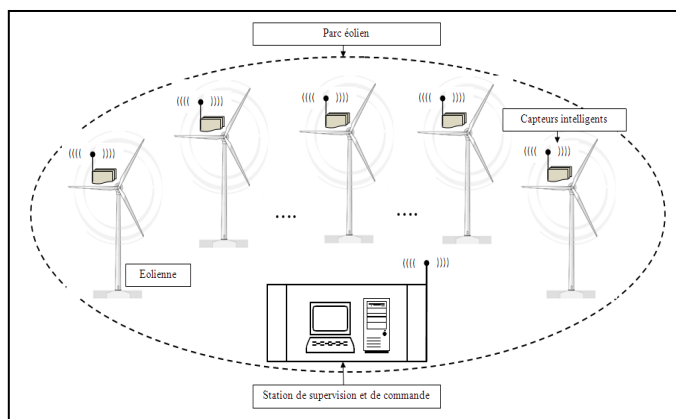 Parc éolien
Capteurs intelligents
Eolienne
Station de supervision et de commande